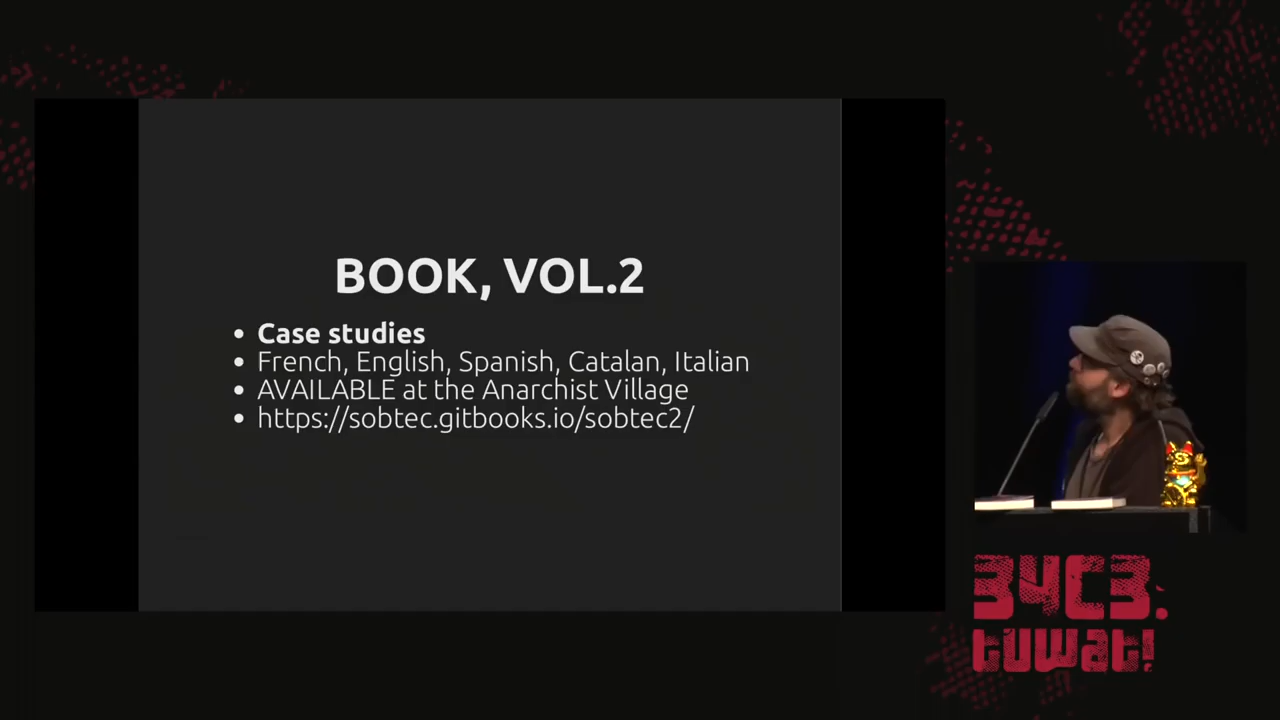 BOOK, VOL.2
Case studies
French, English, Spanish, Catalan, Italian
AVAILABLE at the Anarchist Village
https://sobtec.gitbooks.io/sobtec2/
34C3.
tuwat!